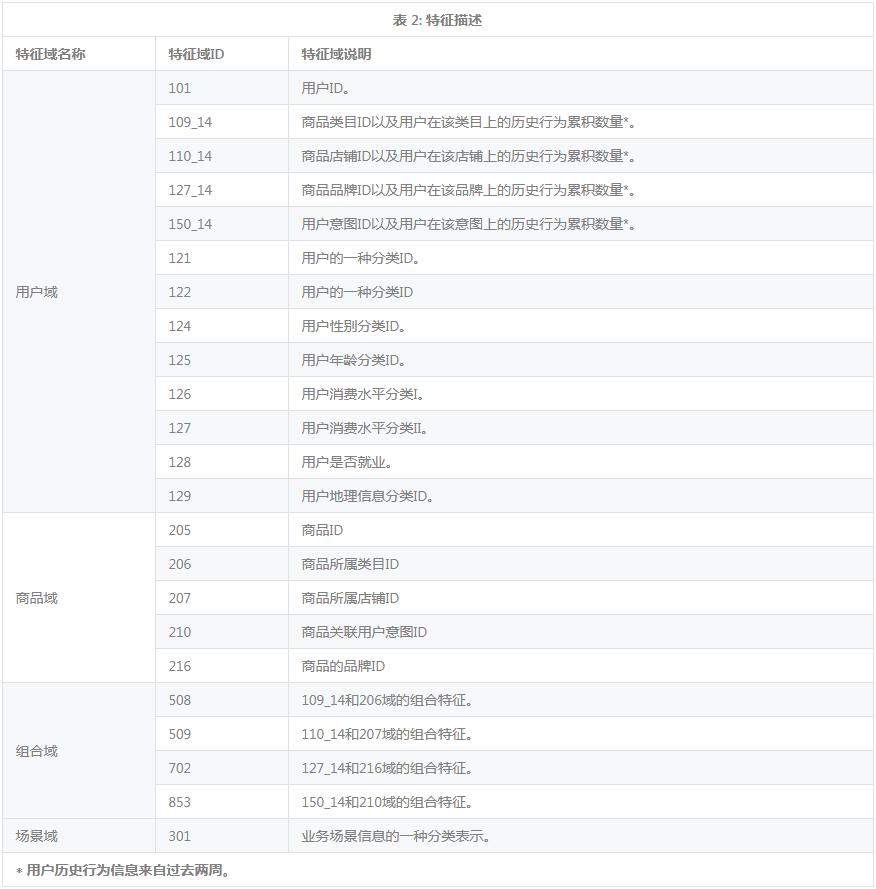 表 2: 特征描述
特征域名称 特征域ID 特征域说明
101 用户ID。
109_14 商品类目ID以及用户在该类目上的历史行为累积数量*。
110_14 商品店铺ID以及用户在该店铺上的历史行为累积数量*。
127_14 商品品牌ID以及用户在该品牌上的历史行为累积数量*。
150_14 用户意图ID以及用户在该意图上的历史行为累积数量*。
121 用户的一种分类ID。
用户域 122 用户的一种分类ID
124 用户性别分类ID。
125 用户年龄分类ID。
126 用户消费水平分类I。
127 用户消费水平分类II。
128 用户是否就业。
129 用户地理信息分类ID。
205 商品ID
206 商品所属类目ID
商品域 207 商品所属店铺ID
210 商品关联用户意图ID
216 商品的品牌ID
508 109_14和206域的组合特征。
509 110_14和207域的组合特征。
组合域
702 127_14和216域的组合特征。
853 150_14和210域的组合特征。
场景域 301 业务场景信息的一种分类表示。
* 用户历史行为信息来自过去两周。